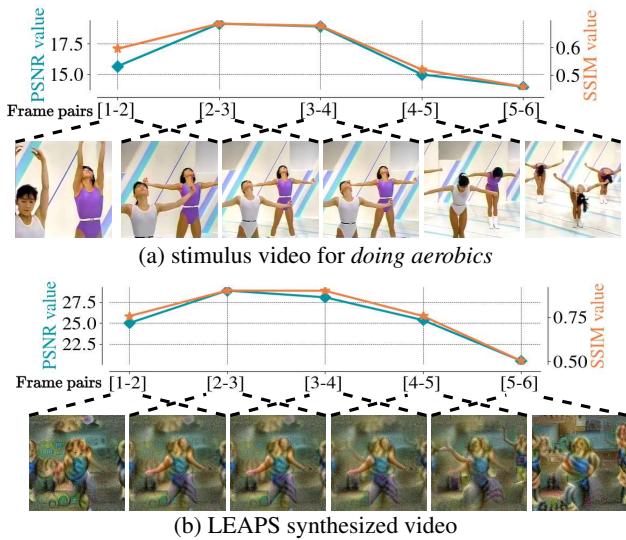 PSNR value
17.5
15.0
0.6
0.5
SSIM value
Frame pairs [1-2] [2-3] [3-4] [4-5] [5-6]
(a) stimulus video for doing aerobics
PSNR value
27.5
25.0
22.5
0.75
0.50
SSIM value
Frame pairs [1-2] [2-3] [3-4] [4-5] [5-6]
(b) LEAPS synthesized video